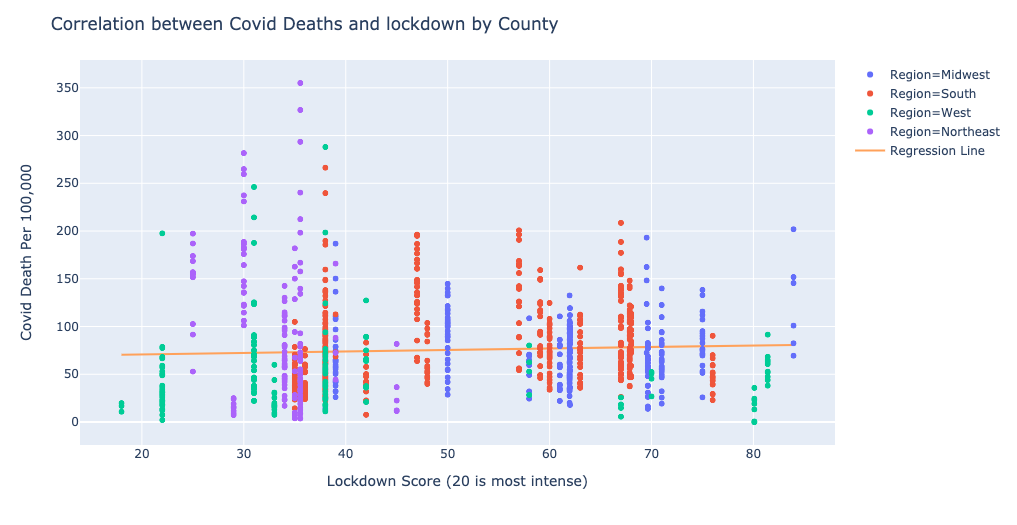 Correlation between Covid Deaths and lockdown by County
Region=Midwest
Region=South
Region=West
Region=Northeast
Regression Line
Covid Death Per 100,000
350
300
250
200
150
100
50
0
20 30 40 50 60 70 80
Lockdown Score (20 is most intense)